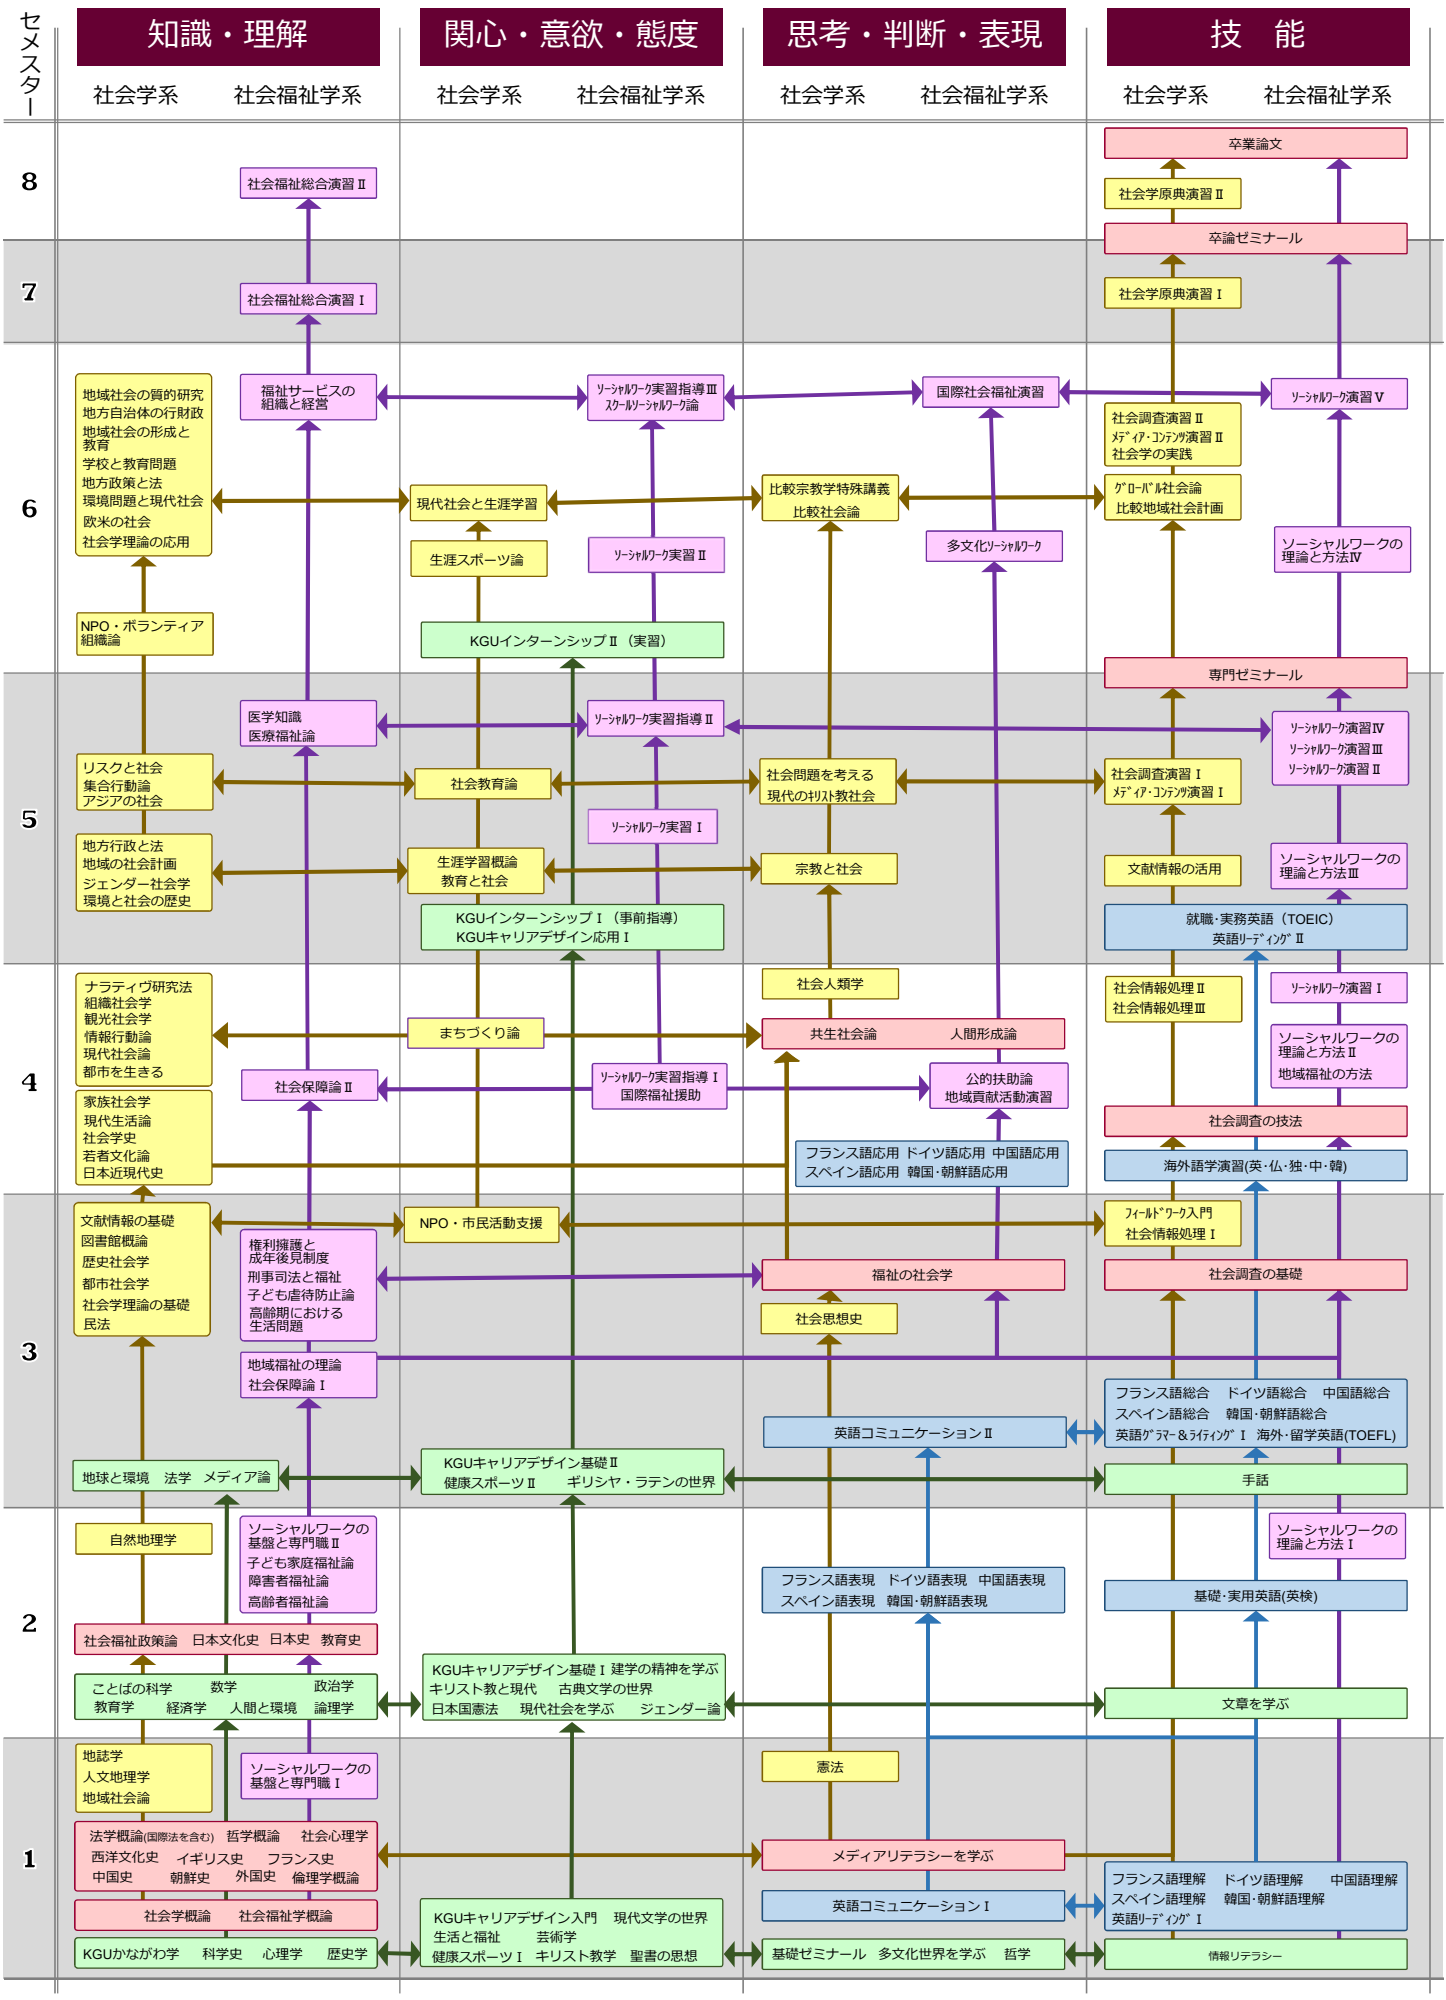 セメスター
知識・理解
関心・意欲・態度
思考・判断・表現
技　能
社会学系
社会福祉学系
社会学系
社会福祉学系
社会学系
社会福祉学系
社会学系
社会福祉学系
8
社会福祉総合演習Ⅱ
卒業論文
社会学原典演習Ⅱ
卒論ゼミナール
7
社会福祉総合演習Ⅰ
社会学原典演習Ⅰ
6
地域社会の質的研究
地方自治体の行財政
地域社会の形成と
教育
学校と教育問題
地方政策と法
環境問題と現代社会
欧米の社会
社会学理論の応用
NPO・ボランティア
組織論
福祉サービスの
組織と経営
ｿｰｼｬﾙﾜｰｸ実習指導Ⅲ
ｽｸｰﾙｿｰｼｬﾙﾜｰｸ論
現代社会と生涯学習
生涯スポーツ論
ｿｰｼｬﾙﾜｰｸ実習Ⅱ
KGUインターンシップⅡ（実習）
国際社会福祉演習
比較宗教学特殊講義
比較社会論
多文化ｿｰｼｬﾙﾜｰｸ
ｿｰｼｬﾙﾜｰｸ演習Ⅴ
社会調査演習Ⅱ
ﾒﾃﾞｨｱ･ｺﾝﾃﾝﾂ演習Ⅱ
社会学の実践
ｸﾞﾛｰﾊﾞﾙ社会論
比較地域社会計画
ソーシャルワークの
理論と方法Ⅳ
専門ゼミナール
5
医学知識
医療福祉論
リスクと社会
集合行動論
アジアの社会
地方行政と法
地域の社会計画
ジェンダー社会学
環境と社会の歴史
ｿｰｼｬﾙﾜｰｸ実習指導Ⅱ
社会教育論
ｿｰｼｬﾙﾜｰｸ実習Ⅰ
生涯学習概論
教育と社会
KGUインターンシップⅠ（事前指導）
KGUキャリアデザイン応用Ⅰ
社会問題を考える
現代のｷﾘｽﾄ教社会
宗教と社会
ｿｰｼｬﾙﾜｰｸ演習Ⅳ
ｿｰｼｬﾙﾜｰｸ演習Ⅲ
ｿｰｼｬﾙﾜｰｸ演習Ⅱ
社会調査演習Ⅰ
ﾒﾃﾞｨｱ･ｺﾝﾃﾝﾂ演習Ⅰ
文献情報の活用
ソーシャルワークの
理論と方法Ⅲ
就職･実務英語（TOEIC）
英語ﾘｰﾃﾞｨﾝｸﾞⅡ
4
ナラティヴ研究法
組織社会学
観光社会学
情報行動論
現代社会論
都市を生きる
家族社会学
現代生活論
社会学史
若者文化論
日本近現代史
社会保障論Ⅱ
まちづくり論
ｿｰｼｬﾙﾜｰｸ実習指導Ⅰ
国際福祉援助
社会人類学
共生社会論　人間形成論
公的扶助論
地域貢献活動演習
フランス語応用 ドイツ語応用 中国語応用
スペイン語応用 韓国･朝鮮語応用
社会情報処理Ⅱ
社会情報処理Ⅲ
ｿｰｼｬﾙﾜｰｸ演習Ⅰ
ソーシャルワークの
理論と方法Ⅱ
地域福祉の方法
社会調査の技法
海外語学演習(英･仏･独･中･韓)
3
文献情報の基礎
図書館概論
歴史社会学
都市社会学
社会学理論の基礎
民法
権利擁護と
成年後見制度
刑事司法と福祉
子ども虐待防止論
高齢期における
生活問題
地域福祉の理論
社会保障論Ⅰ
地球と環境　法学　メディア論
NPO・市民活動支援
KGUキャリアデザイン基礎Ⅱ
健康スポーツⅡ　ギリシヤ・ラテンの世界
福祉の社会学
社会思想史
英語コミュニケーションⅡ
ﾌｨｰﾙﾄﾞﾜｰｸ入門
社会情報処理Ⅰ
社会調査の基礎
フランス語総合　ドイツ語総合　中国語総合
スペイン語総合　韓国･朝鮮語総合
英語ｸﾞﾗﾏｰ＆ﾗｲﾃｨﾝｸﾞⅠ 海外･留学英語(TOEFL)
手話
2
自然地理学
ソーシャルワークの
基盤と専門職Ⅱ
子ども家庭福祉論
障害者福祉論
高齢者福祉論
社会福祉政策論　日本文化史　日本史　教育史
ことばの科学　数学　政治学
教育学　経済学　人間と環境　論理学
KGUキャリアデザイン基礎Ⅰ 建学の精神を学ぶ
キリスト教と現代　古典文学の世界
日本国憲法　現代社会を学ぶ　ジェンダー論
フランス語表現　ドイツ語表現　中国語表現
スペイン語表現　韓国･朝鮮語表現
ソーシャルワークの
理論と方法Ⅰ
基礎･実用英語(英検)
文章を学ぶ
1
地誌学
人文地理学
地域社会論
ソーシャルワークの
基盤と専門職Ⅰ
法学概論(国際法を含む)　哲学概論　社会心理学
西洋文化史　イギリス史　フランス史
中国史　朝鮮史　外国史　倫理学概論
社会学概論　社会福祉学概論
KGUかながわ学　科学史　心理学　歴史学
KGUキャリアデザイン入門　現代文学の世界
生活と福祉　芸術学
健康スポーツⅠ　キリスト教学　聖書の思想
憲法
メディアリテラシーを学ぶ
英語コミュニケーションⅠ
基礎ゼミナール　多文化世界を学ぶ　哲学
フランス語理解　ドイツ語理解　中国語理解
スペイン語理解　韓国･朝鮮語理解
英語ﾘｰﾃﾞｨﾝｸﾞⅠ
情報リテラシー